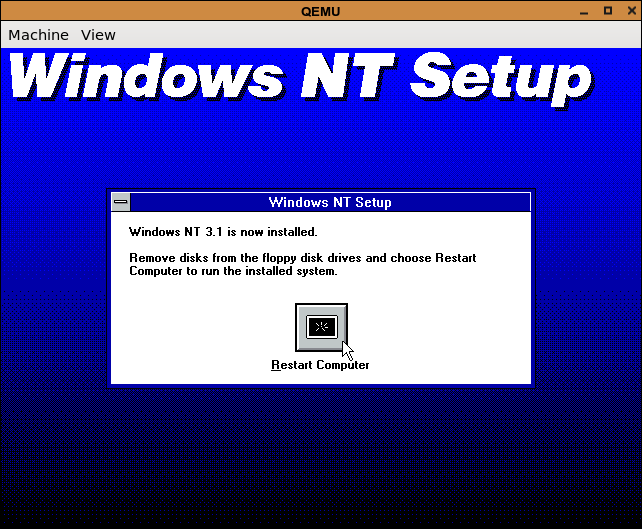 QEMU
Machine View
Windows NT Setup
Windows NT Setup
Windows NT 3.1 is now installed.
Remove disks from the floppy disk drives and choose Restart
Computer to run the installed system.
Restart Computer